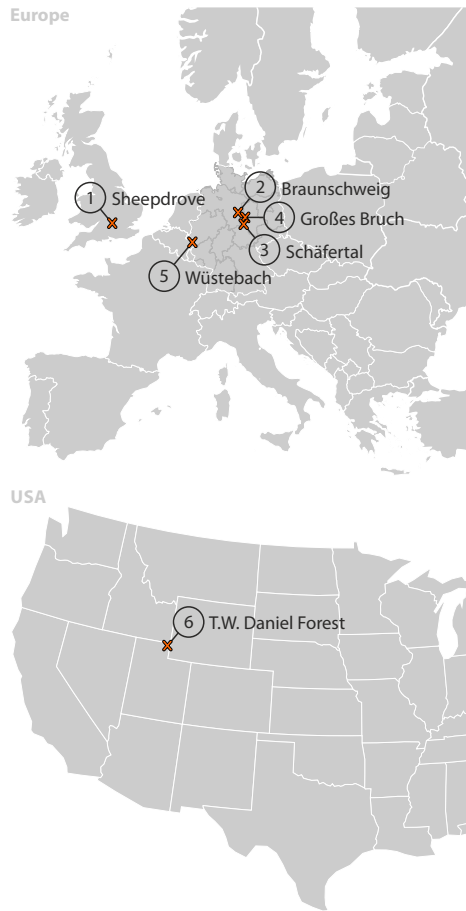 Europe
1 Sheepdrove
2 Braunschweig
4 Großes Bruch
3 Schäfertal
5 Wüstebach
USA
6 T.W. Daniel Forest